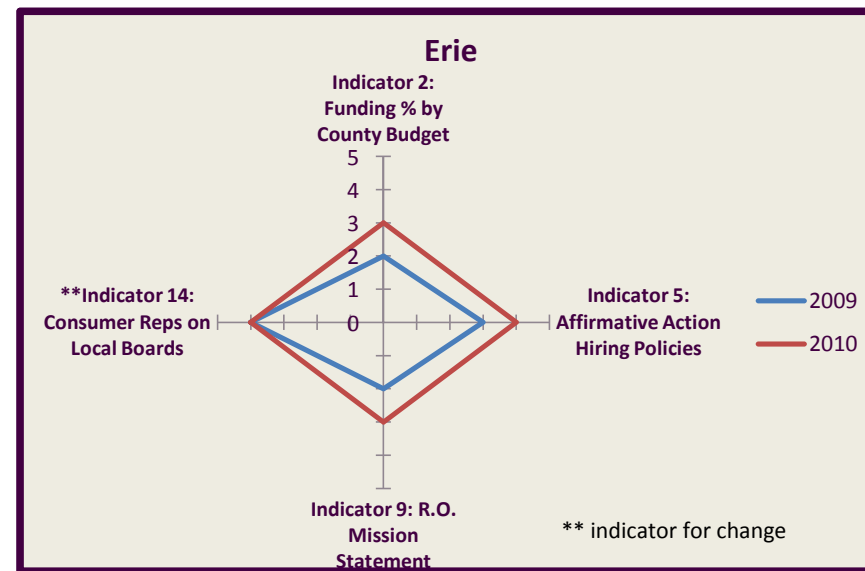 Erie
Indicator 2:
Funding % by
County Budget
5
4
3
2
1
0
**Indicator 14:
Consumer Reps on
Local Boards
Indicator 5:
Affirmative Action
Hiring Policies
2009
2010
Indicator 9: R.O.
Mission
Statement
** indicator for change